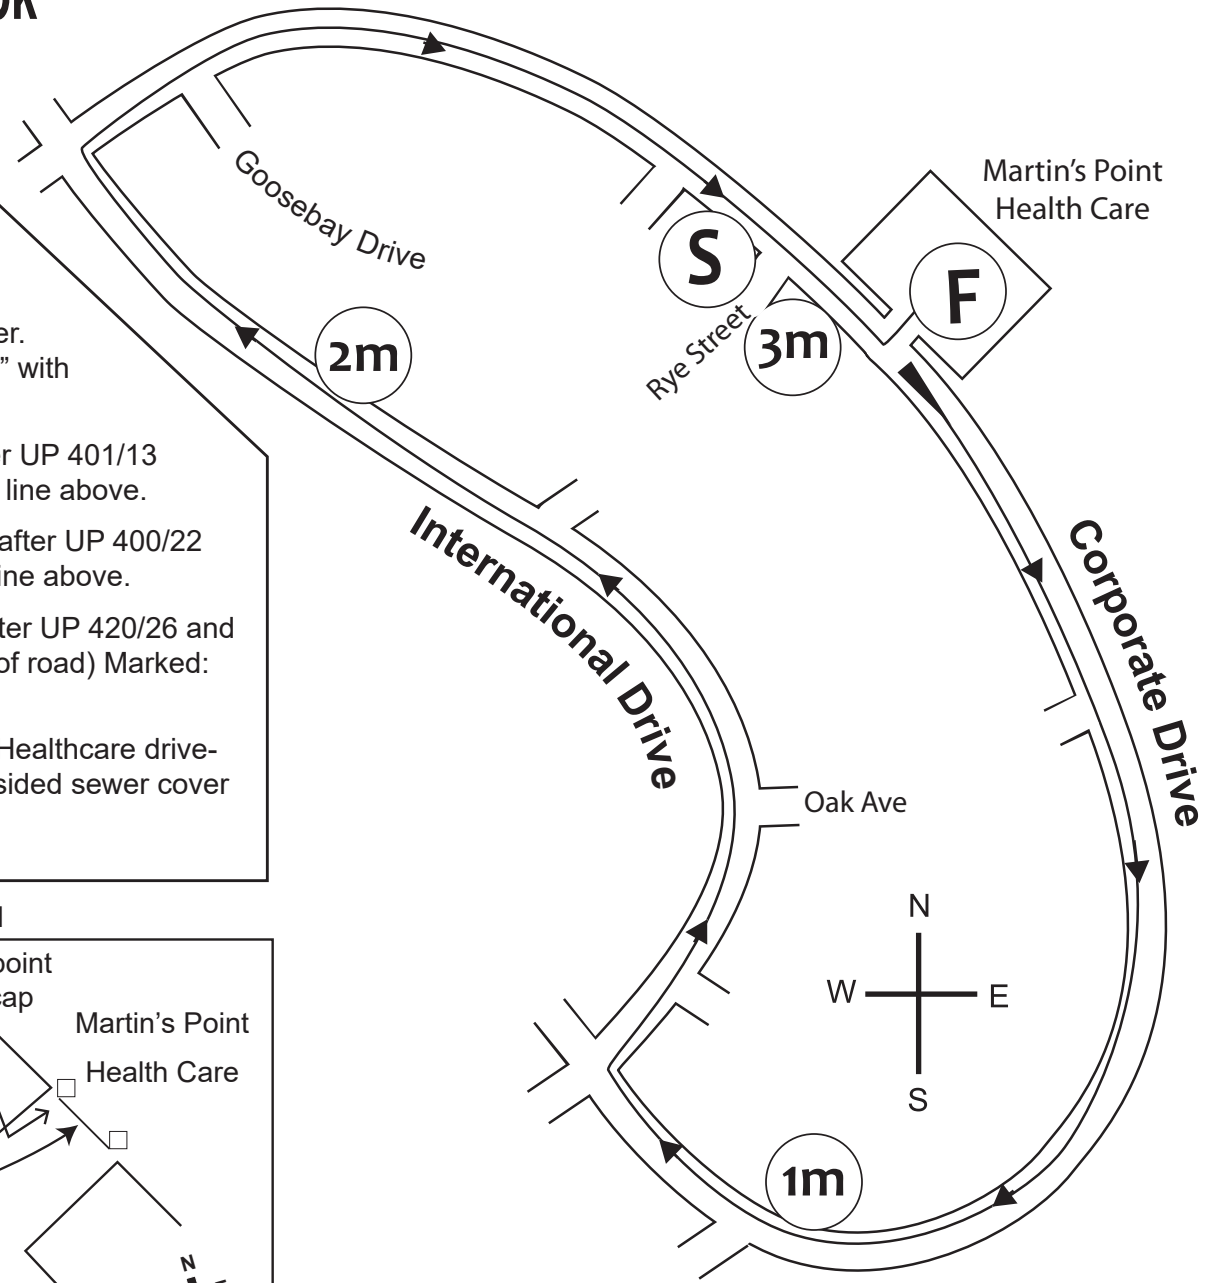 Martin’s Point
Health Care
Goosebay Drive
S
F
2m
Rye Street
3m
er.
” with
r UP 401/13
line above.
after UP 400/22
ine above.
ter UP 420/26 and
of road) Marked:
Healthcare drive-
sided sewer cover
International Drive
Corporate Drive
Oak Ave
N
W E
S
1m
point
cap
Martin’s Point
Health Care
N